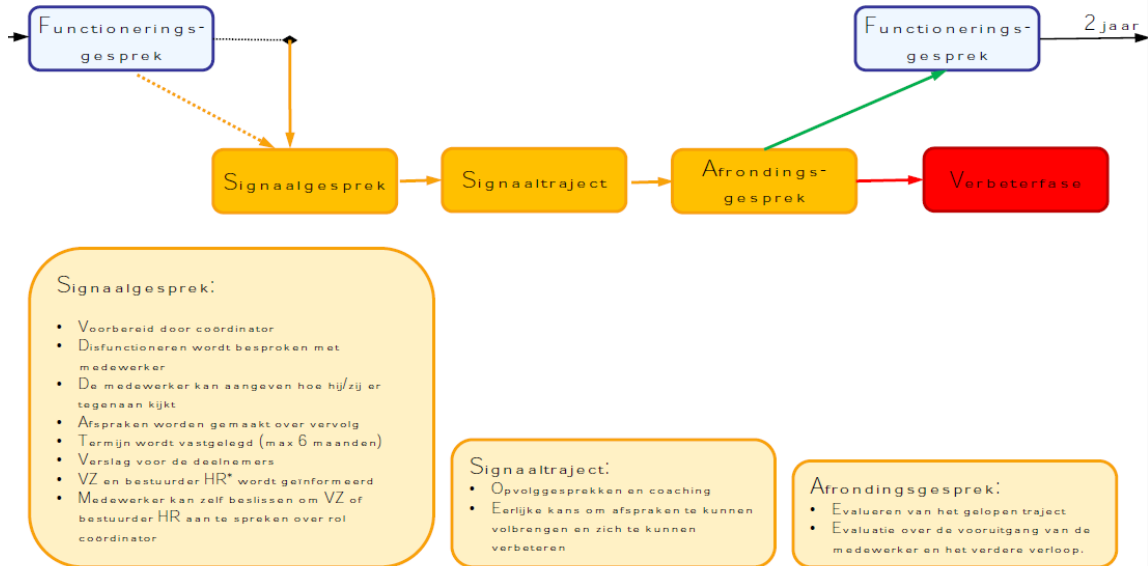 Functionerings-
gesprek
Functionerings-
gesprek
2 jaar
Signaalgesprek
Signaaltraject
Afrondings-
gesprek
Verbeterfase
Signaalgesprek:
• Voorbereid door coördinator
• Disfunctioneren wordt besproken met
medewerker
• De medewerker kan aangeven hoe hij/zij er
tegenaan kijkt
• Afspraken worden gemaakt over vervolg
• Termijn wordt vastgelegd (max 6 maanden)
• Verslag voor de deelnemers
• VZ en bestuurder HR* wordt geïnformeerd
• Medewerker kan zelf beslissen om VZ of
bestuurder HR aan te spreken over rol
coördinator
Signaaltraject:
• Opvolggesprekken en coaching
• Eerlijke kans om afspraken te kunnen
volbrengen en zich te kunnen
verbeteren
Afrondingsgesprek:
• Evalueren van het gelopen traject
• Evaluatie over de vooruitgang van de
medewerker en het verdere verloop.